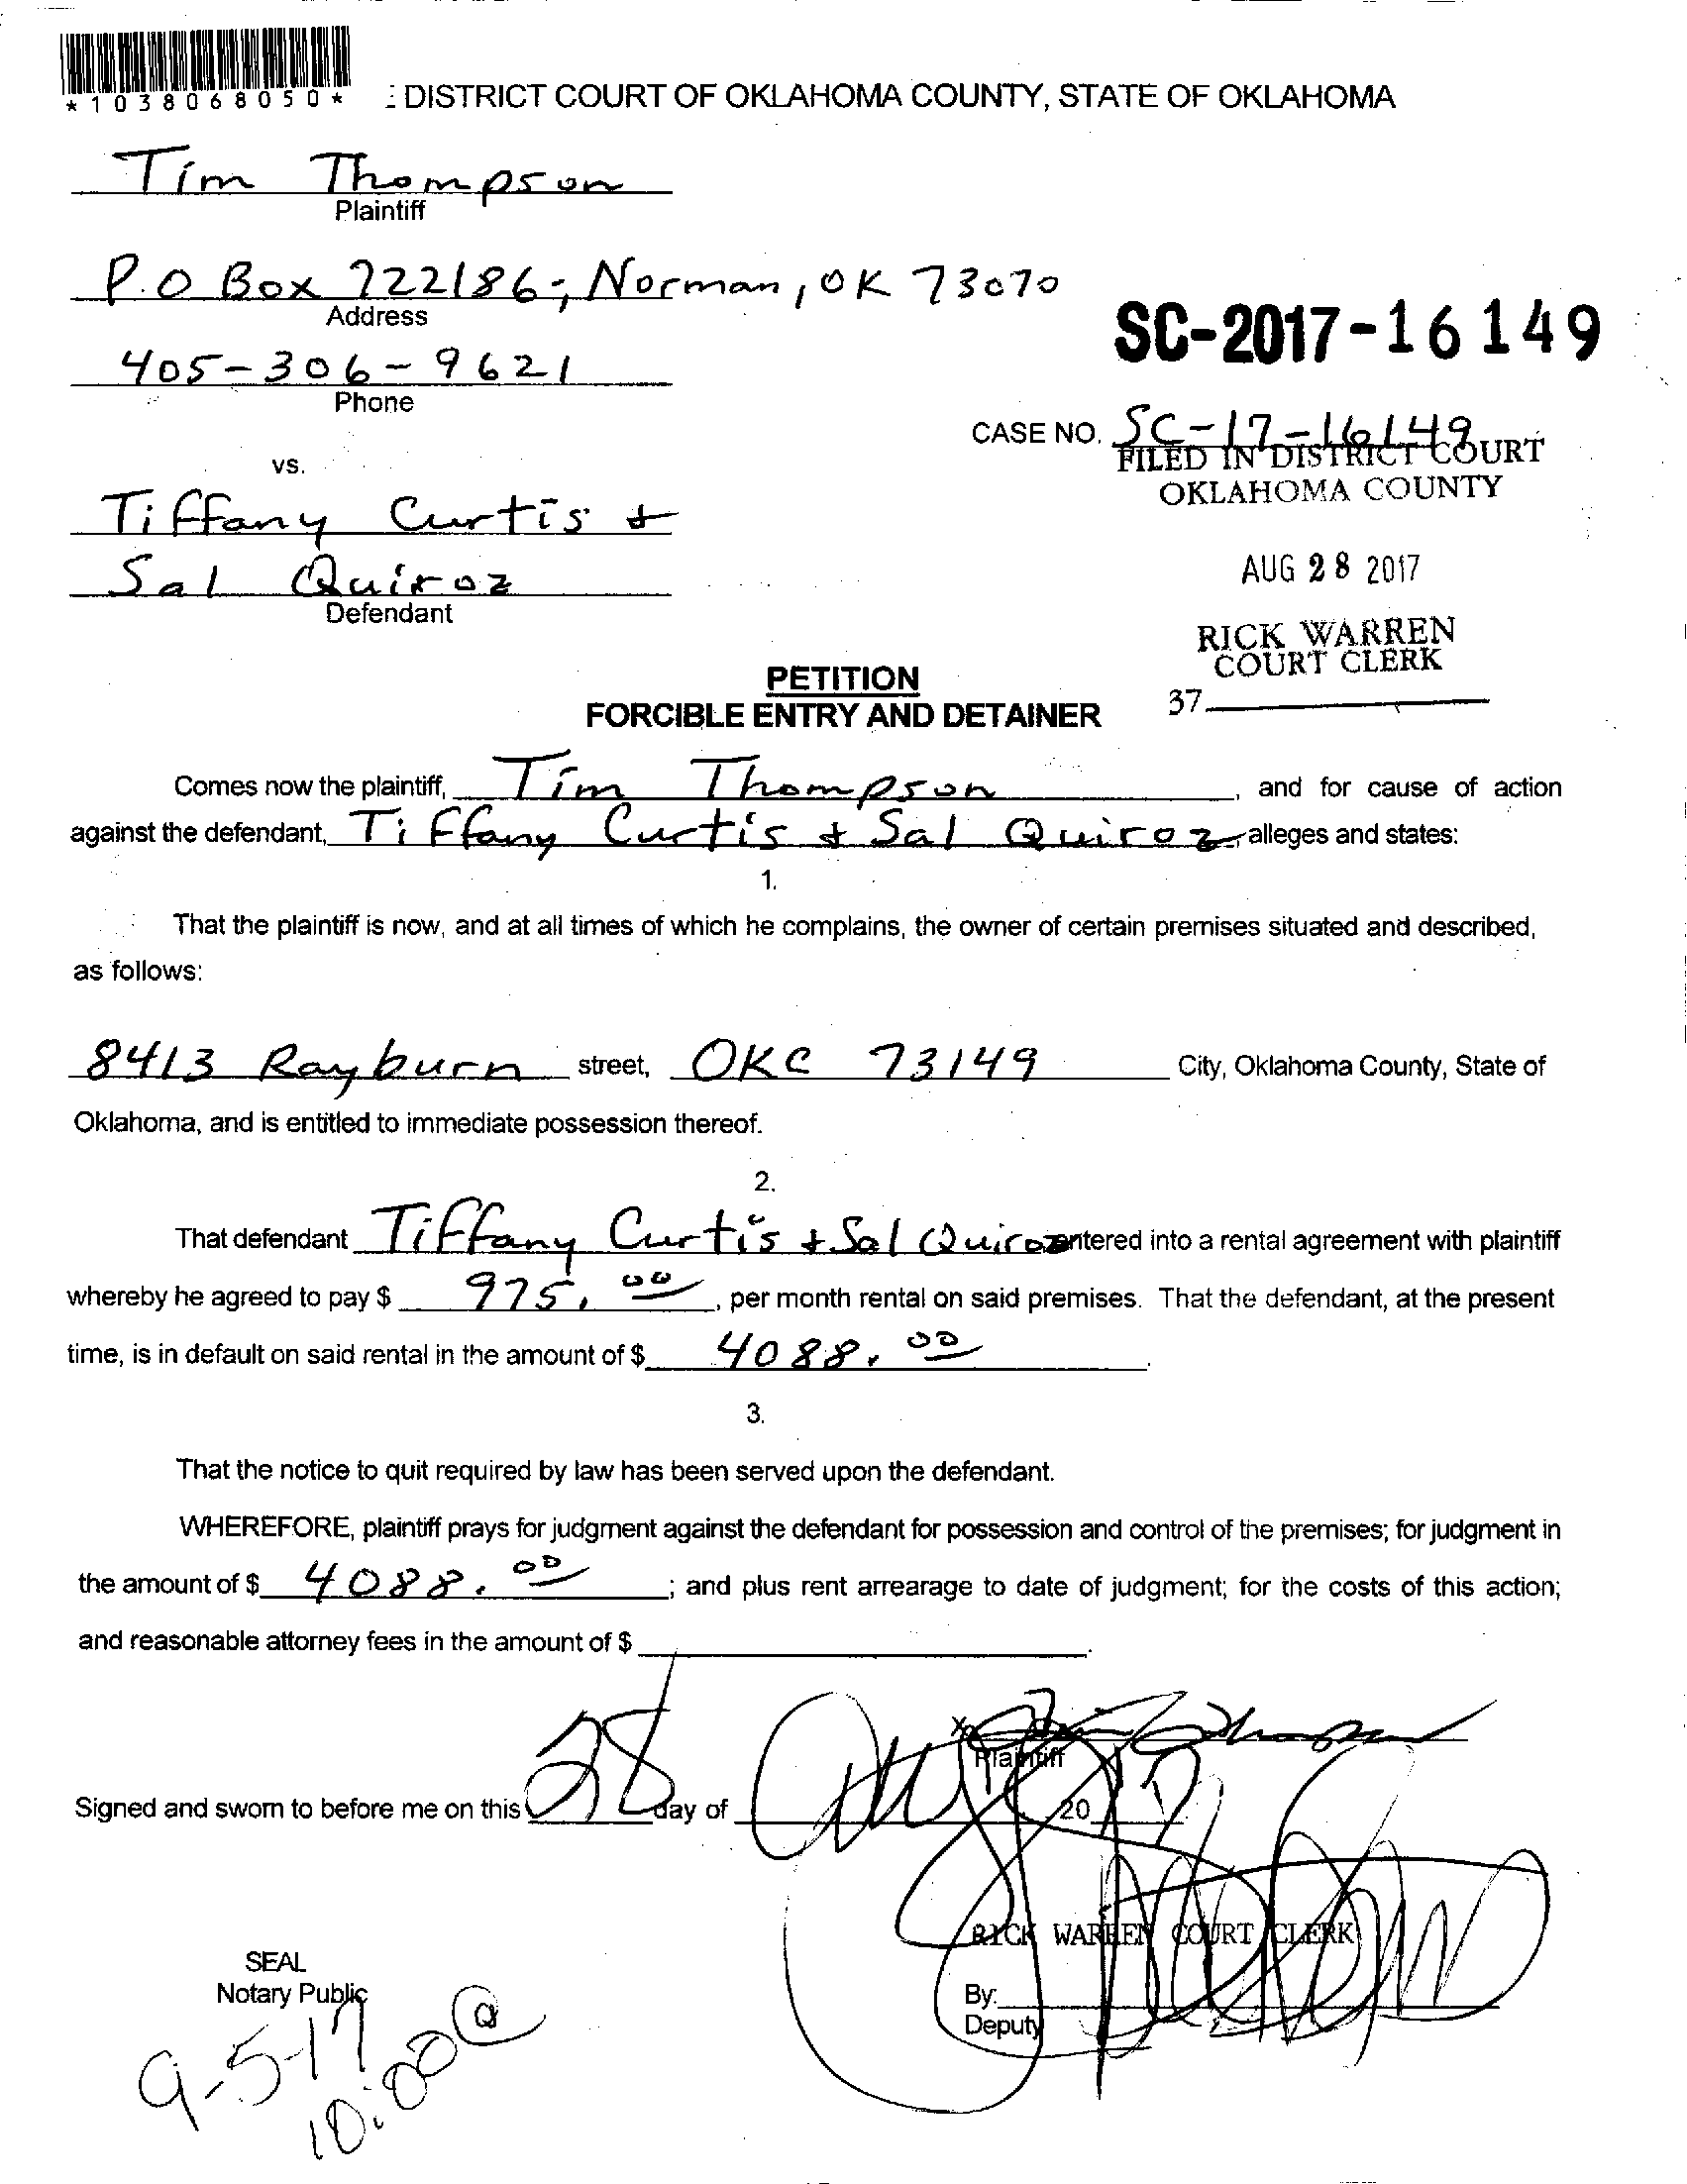 *1038068050*
: DISTRICT COURT OF OKLAHOMA COUNTY, STATE OF OKLAHOMA
Tim Thompson
Plaintiff
P.O Box 722186; Norman, OK 73070
Address
SC-2017-16149
405-306-9621
Phone
CASE NO. SC-17-16149
FILED IN DISTRICT COURT
vs.
OKLAHOMA COUNTY
Tiffany Curtis +
AUG 28 2017
Sal Quiroz
Defendant
RICK WARREN
COURT CLERK
PETITION
37
FORCIBLE ENTRY AND DETAINER
Comes now the plaintiff, Tim Thompson, and for cause of action
against the defendant, Tiffany Curtis + Sal Quiroz alleges and states:
1.
That the plaintiff is now, and at all times of which he complains, the owner of certain premises situated and described,
as follows:
8413 Rayburn street, OKC 73149 City, Oklahoma County, State of
Oklahoma, and is entitled to immediate possession thereof.
2.
That defendant Tiffany Curtis + Sal Quiroz entered into a rental agreement with plaintiff
whereby he agreed to pay $ 975.00, per month rental on said premises. That the defendant, at the present
time, is in default on said rental in the amount of $ 4088.00.
3.
That the notice to quit required by law has been served upon the defendant.
WHEREFORE, plaintiff prays for judgment against the defendant for possession and control of the premises; for judgment in
the amount of $ 4088.00; and plus rent arrearage to date of judgment; for the costs of this action;
and reasonable attorney fees in the amount of $ .
x Tim Thompson
Plaintiff
Signed and sworn to before me on this 28 day of Aug 20 17
RICK WARREN COURT CLERK
SEAL
Notary Public
By:
Deputy
9-5-17
10:00